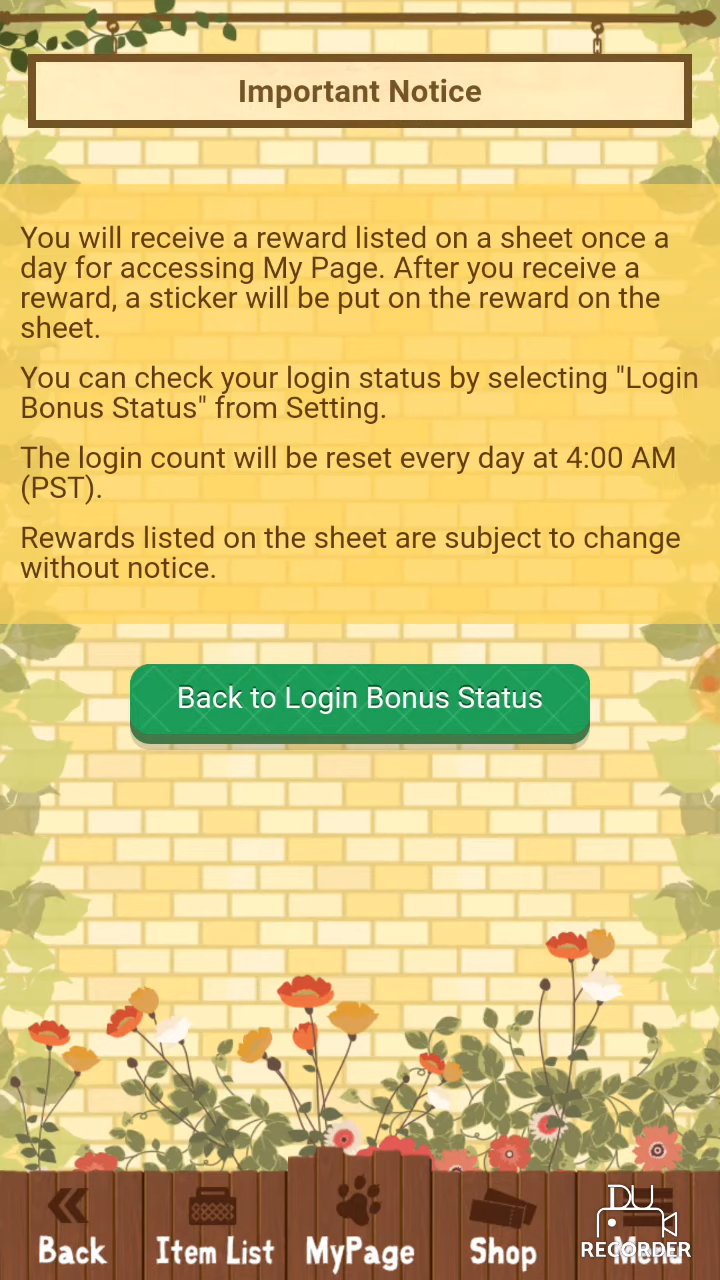 Important Notice
You will receive a reward listed on a sheet once a
day for accessing My Page. After you receive a
reward, a sticker will be put on the reward on the
sheet.
You can check your login status by selecting "Login
Bonus Status" from Setting.
The login count will be reset every day at 4:00 AM
(PST).
Rewards listed on the sheet are subject to change
without notice.
Back to Login Bonus Status
Back
Item List
MyPage
Shop
Menu
DU
RECORDER